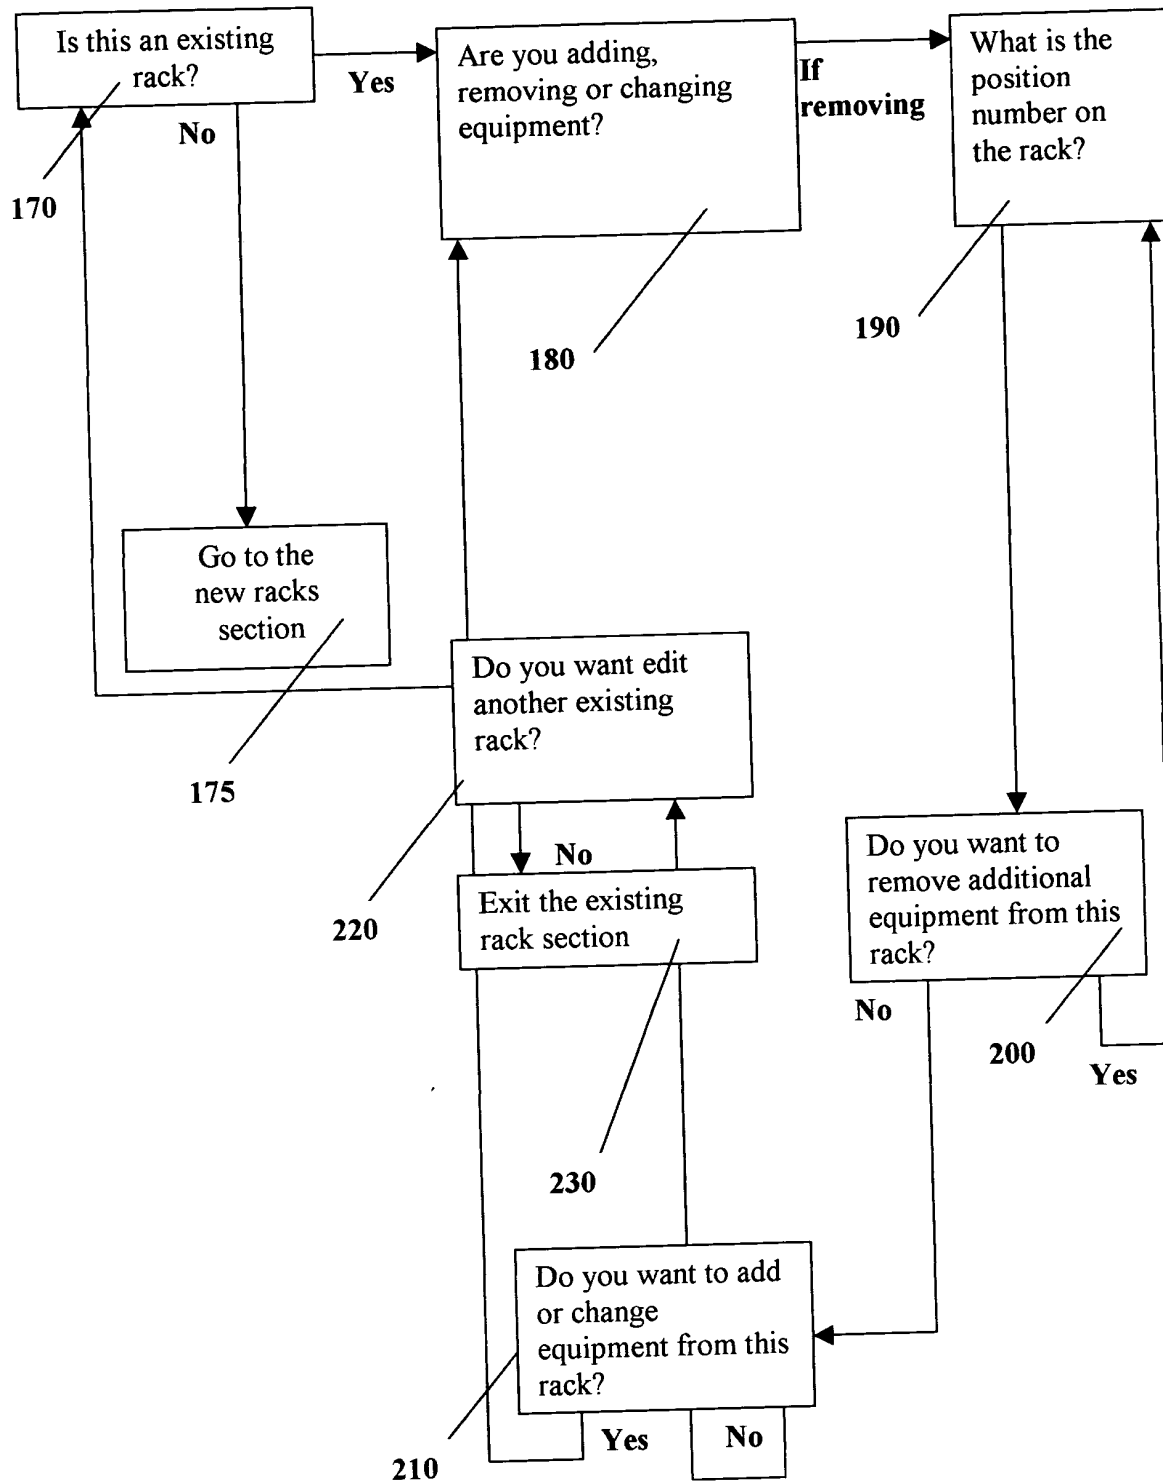 Is this an existing
rack?
Yes
No
170
Are you adding,
removing or changing
equipment?
180
If
removing
What is the
position
number on
the rack?
190
Go to the
new racks
section
175
Do you want edit
another existing
rack?
220
No
Exit the existing
rack section
230
Do you want to
remove additional
equipment from this
rack?
No
200
Yes
Do you want to add
or change
equipment from this
rack?
Yes
No
210